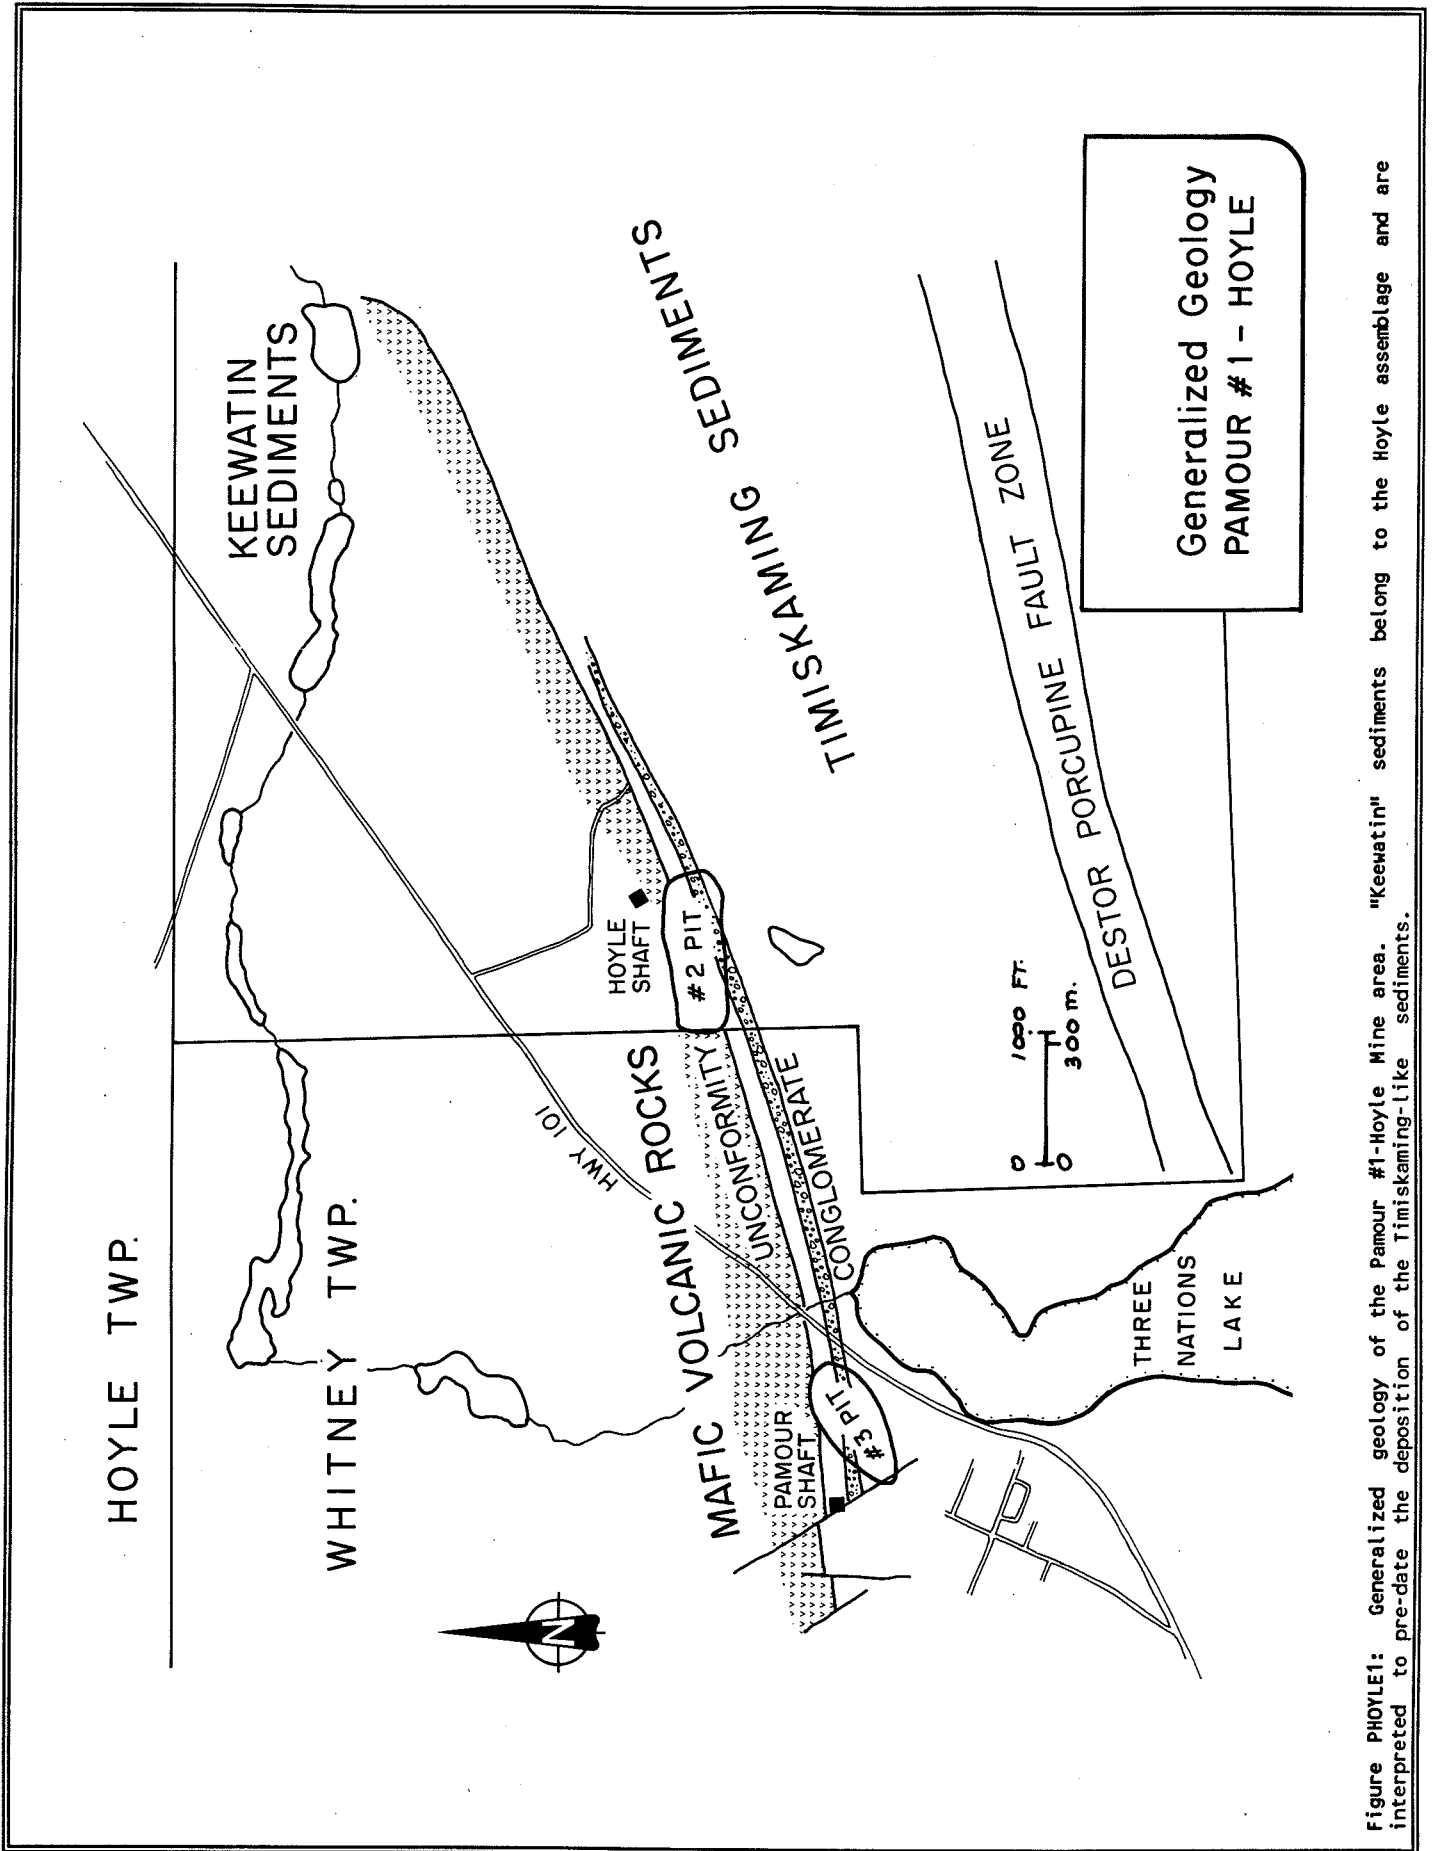 HOYLE TWP.
WHITNEY TWP.
KEEWATIN
SEDIMENTS
HWY 101
HOYLE
SHAFT
#2 PIT
MAFIC VOLCANIC ROCKS
UNCONFORMITY
CONGLOMERATE
TIMISKAMING SEDIMENTS
PAMOUR
SHAFT
#3 PIT
N
THREE
NATIONS
LAKE
0 1000 FT.
0 300 m.
DESTOR PORCUPINE FAULT ZONE
Generalized Geology
PAMOUR #1 - HOYLE
Figure PHOYLE1: Generalized geology of the Pamour #1-Hoyle Mine area. "Keewatin" sediments belong to the Hoyle assemblage and are
interpreted to pre-date the deposition of the Timiskaming-like sediments.